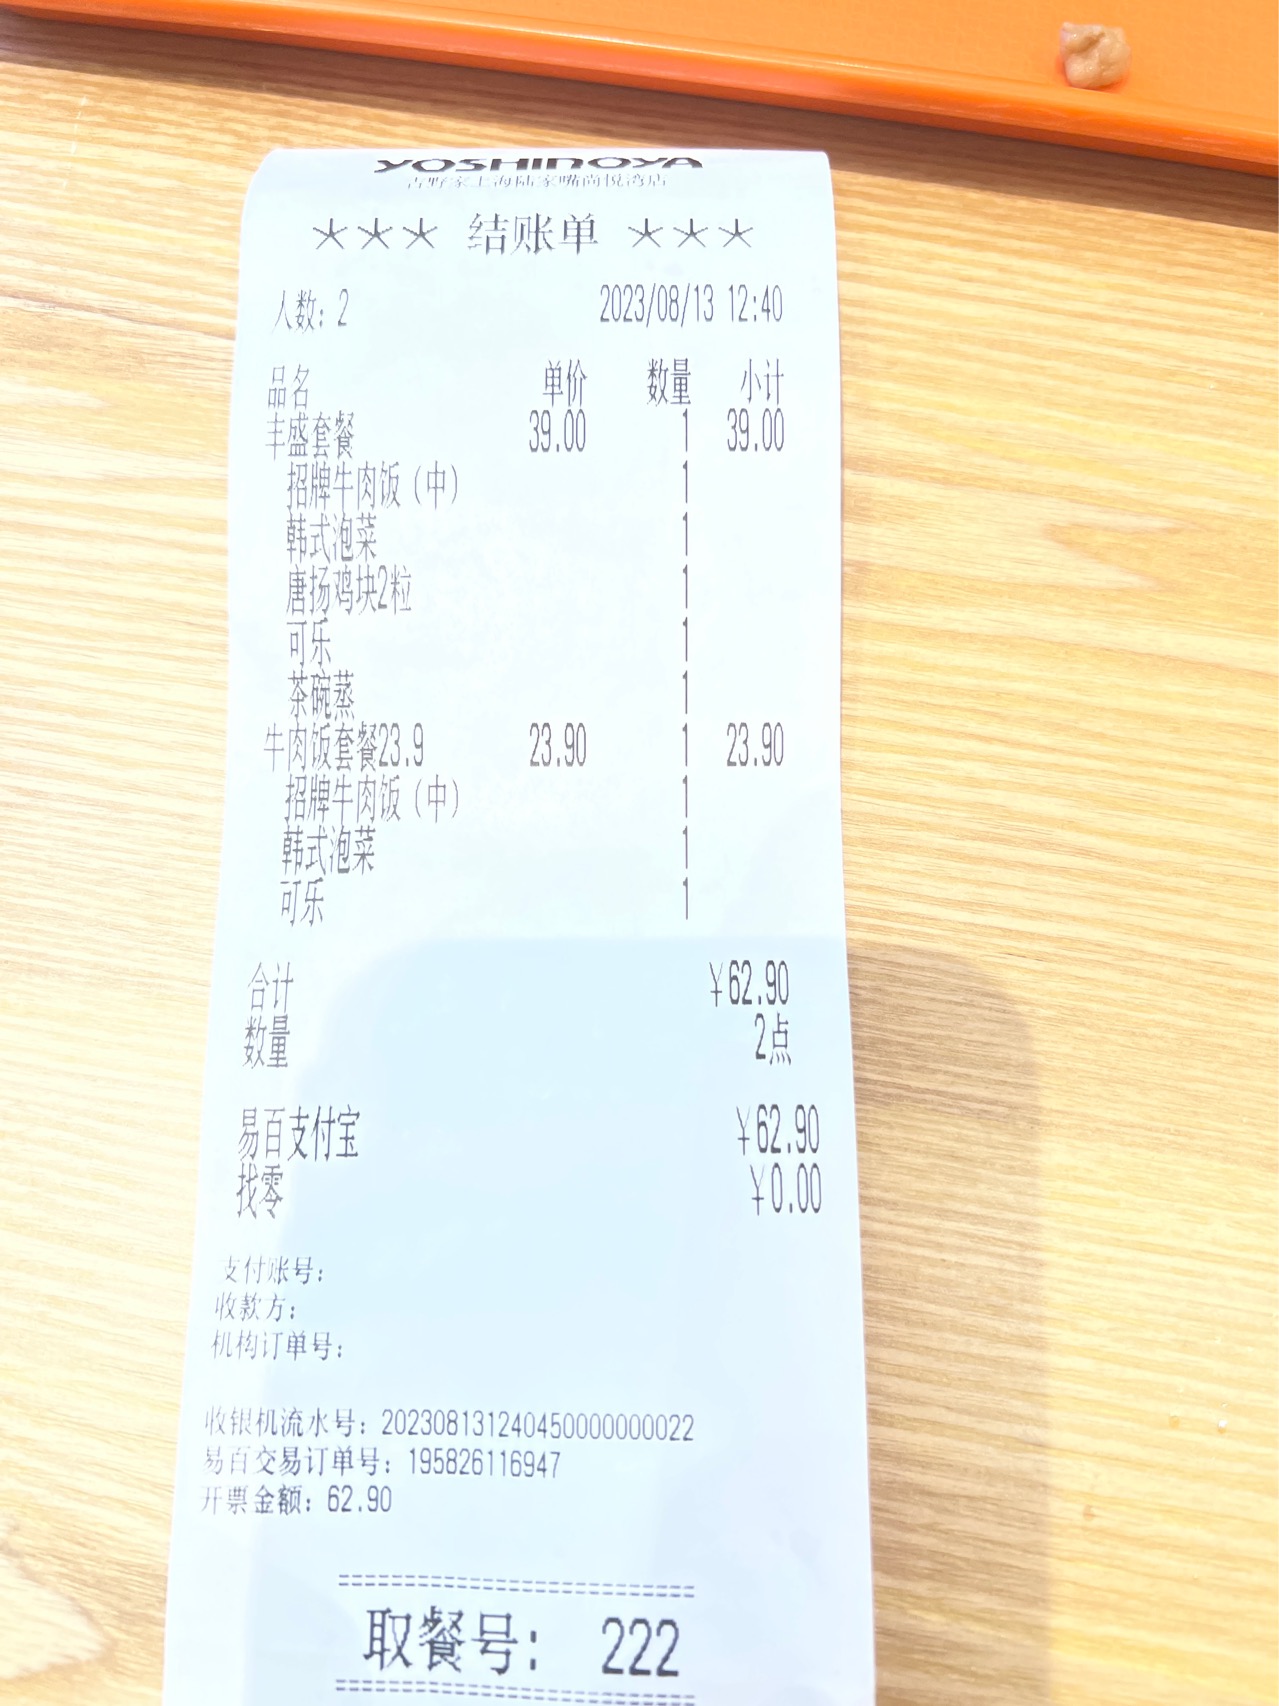 YOSHINOYA
吉野家上海陆家嘴尚悦湾店
*** 结账单 ***
人数: 2 2023/08/13 12:40
品名 单价 数量 小计
丰盛套餐 39.00 1 39.00
招牌牛肉饭(中) 1
韩式泡菜 1
唐扬鸡块2粒 1
可乐 1
茶碗蒸 1
牛肉饭套餐23.9 23.90 1 23.90
招牌牛肉饭(中) 1
韩式泡菜 1
可乐 1
合计 ¥62.90
数量 2点
易百支付宝 ¥62.90
找零 ¥0.00
支付账号:
收款方:
机构订单号:
收银机流水号: 202308131240450000000022
易百交易订单号: 195826116947
开票金额: 62.90
==========================
取餐号: 222
==========================